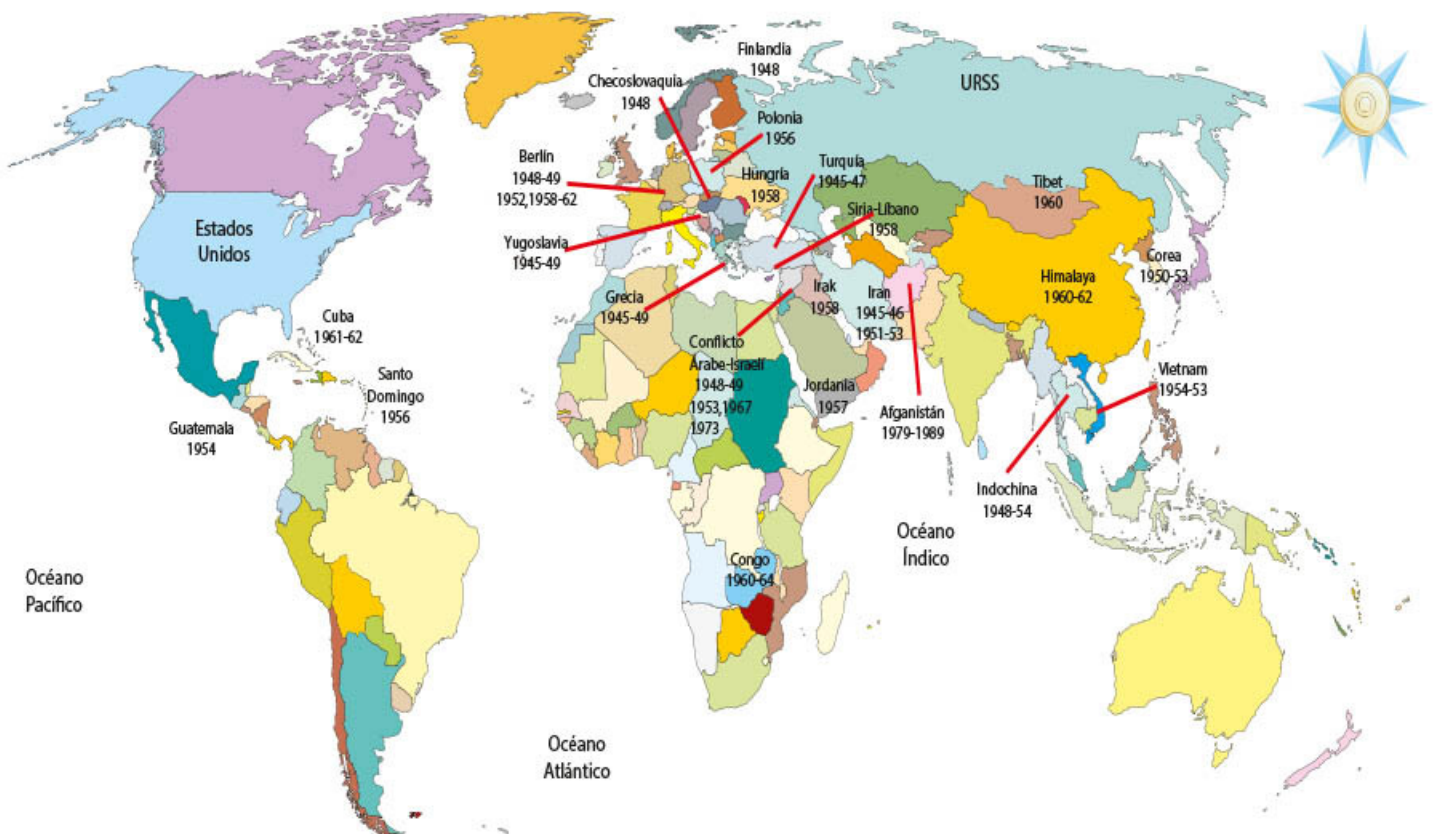 Finlandia
1948
Checoslovaquia
1948
URSS
Polonia
1956
Berlín
1948-49
1952,1958-62
Turquía
1945-47
Hungría
1958
Tibet
1960
Siria-Líbano
1958
Estados
Unidos
Yugoslavia
1945-49
Corea
1950-53
Himalaya
1960-62
Grecia
1945-49
Irak
1958
Iran
1945-46
1951-53
Cuba
1961-62
Conflicto
Árabe-Israelí
1948-49
1953,1967
1973
Santo
Domingo
1956
Jordania
1957
Vietnam
1954-53
Afganistán
1979-1989
Guatemala
1954
Indochina
1948-54
Océano
Índico
Congo
1960-64
Océano
Pacífico
Océano
Atlántico